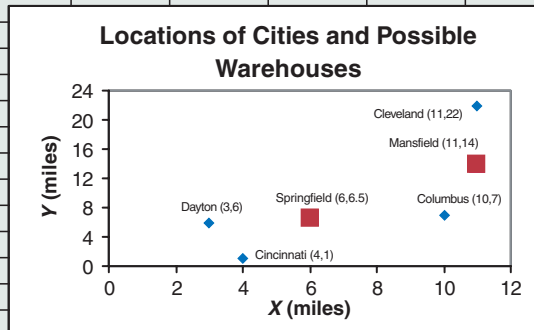 Locations of Cities and Possible
Warehouses
24
20
16
12
8
4
0
Y (miles)
Cleveland (11,22)
Mansfield (11,14)
Springfield (6,6.5)
Columbus (10,7)
Dayton (3,6)
Cincinnati (4,1)
0 2 4 6 8 10 12
X (miles)